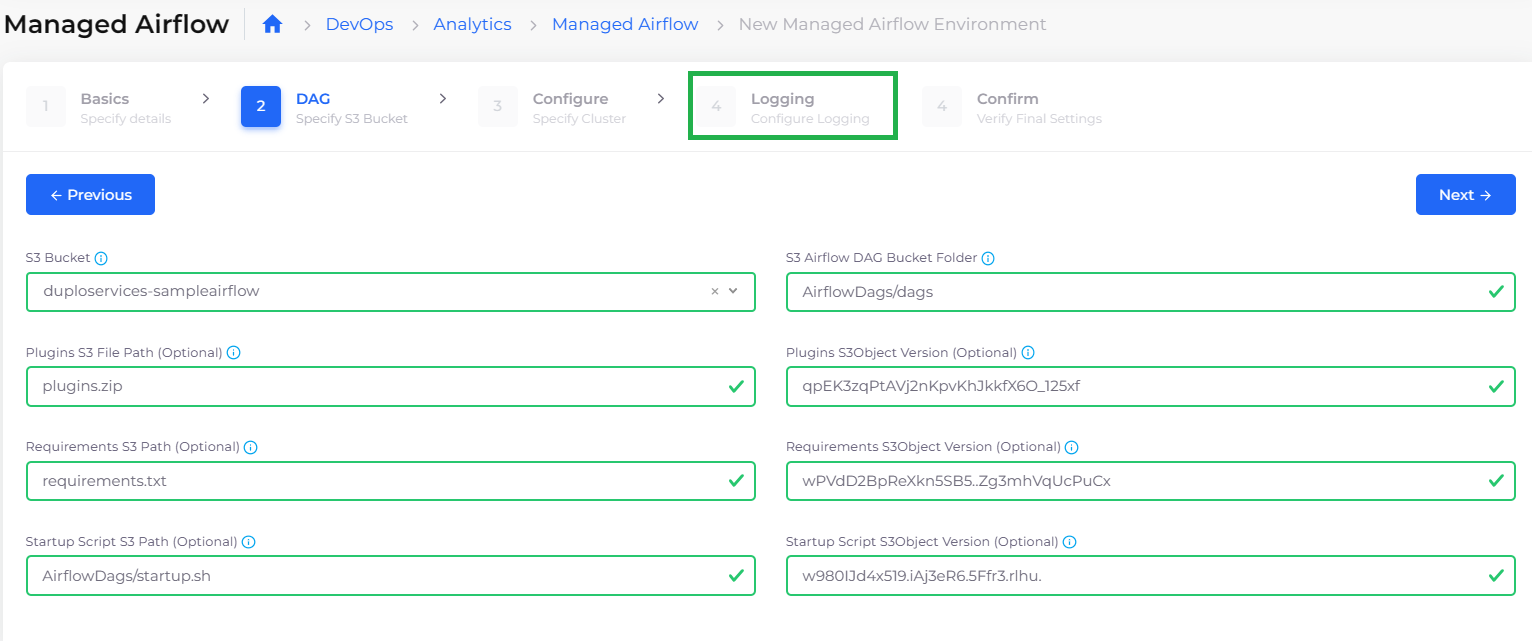 Managed Airflow DevOps Analytics Managed Airflow New Managed Airflow Environment
1 Basics 2 DAG 3 Configure 4 Logging 4 Confirm
Specify details Specify S3 Bucket Specify Cluster Configure Logging Verify Final Settings
← Previous Next →
S3 Bucket S3 Airflow DAG Bucket Folder
duploservices-sampleairflow × AirflowDags/dags
Plugins S3 File Path (Optional) Plugins S3Object Version (Optional)
plugins.zip qpEK3zqPtAVj2nKpvKhJkkfX6O_125xf
Requirements S3 Path (Optional) Requirements S3Object Version (Optional)
requirements.txt wPVdD2BpReXkn5SB5..Zg3mhVqUcPuCx
Startup Script S3 Path (Optional) Startup Script S3Object Version (Optional)
AirflowDags/startup.sh w980IJd4x519.iAj3eR6.5Ffr3.rlhu.